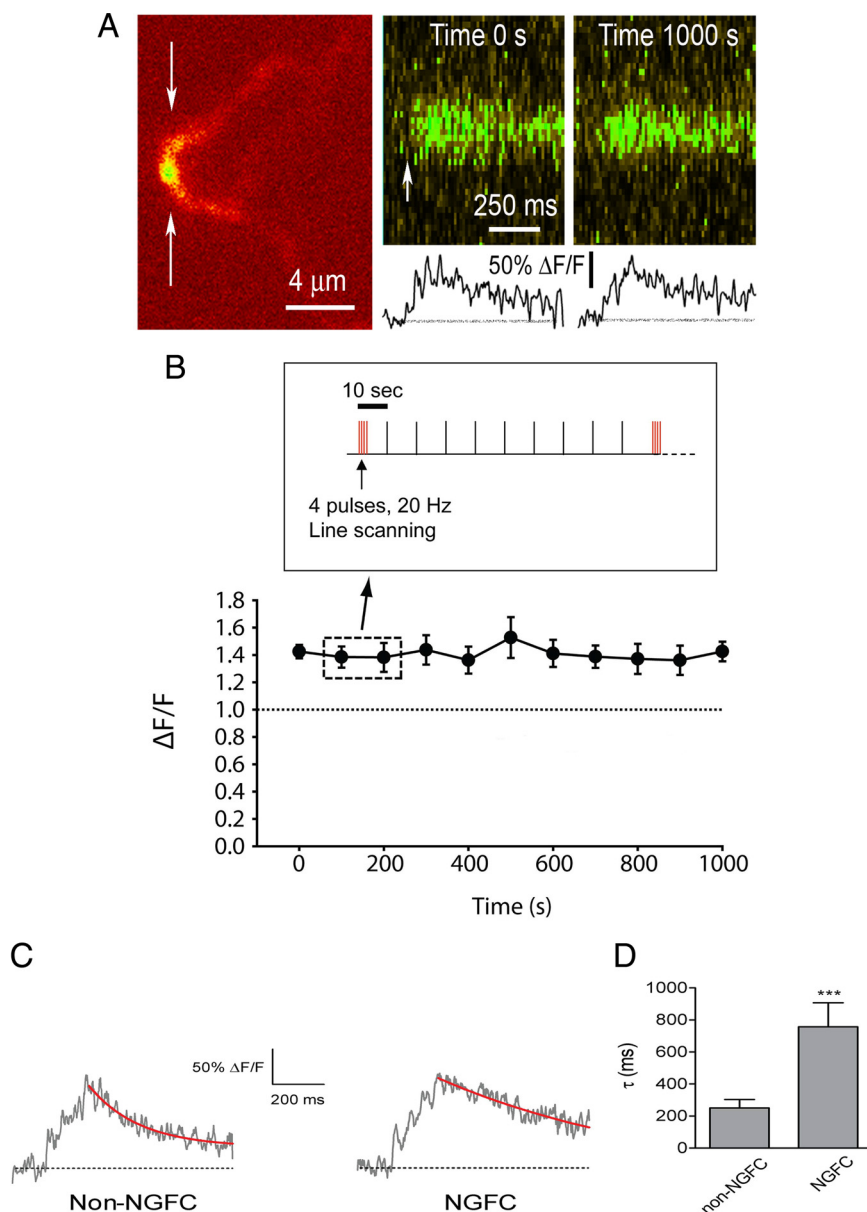 A
Time 0 s
Time 1000 s
4 μm
250 ms
50% ΔF/F
B
10 sec
4 pulses, 20 Hz
Line scanning
1.8
1.6
1.4
1.2
1.0
0.8
0.6
0.4
0.2
0.0
ΔF/F
0 200 400 600 800 1000
Time (s)
C
50% ΔF/F
200 ms
Non-NGFC
NGFC
D
1000
800
600
400
200
0
τ (ms)
***
non-NGFC
NGFC